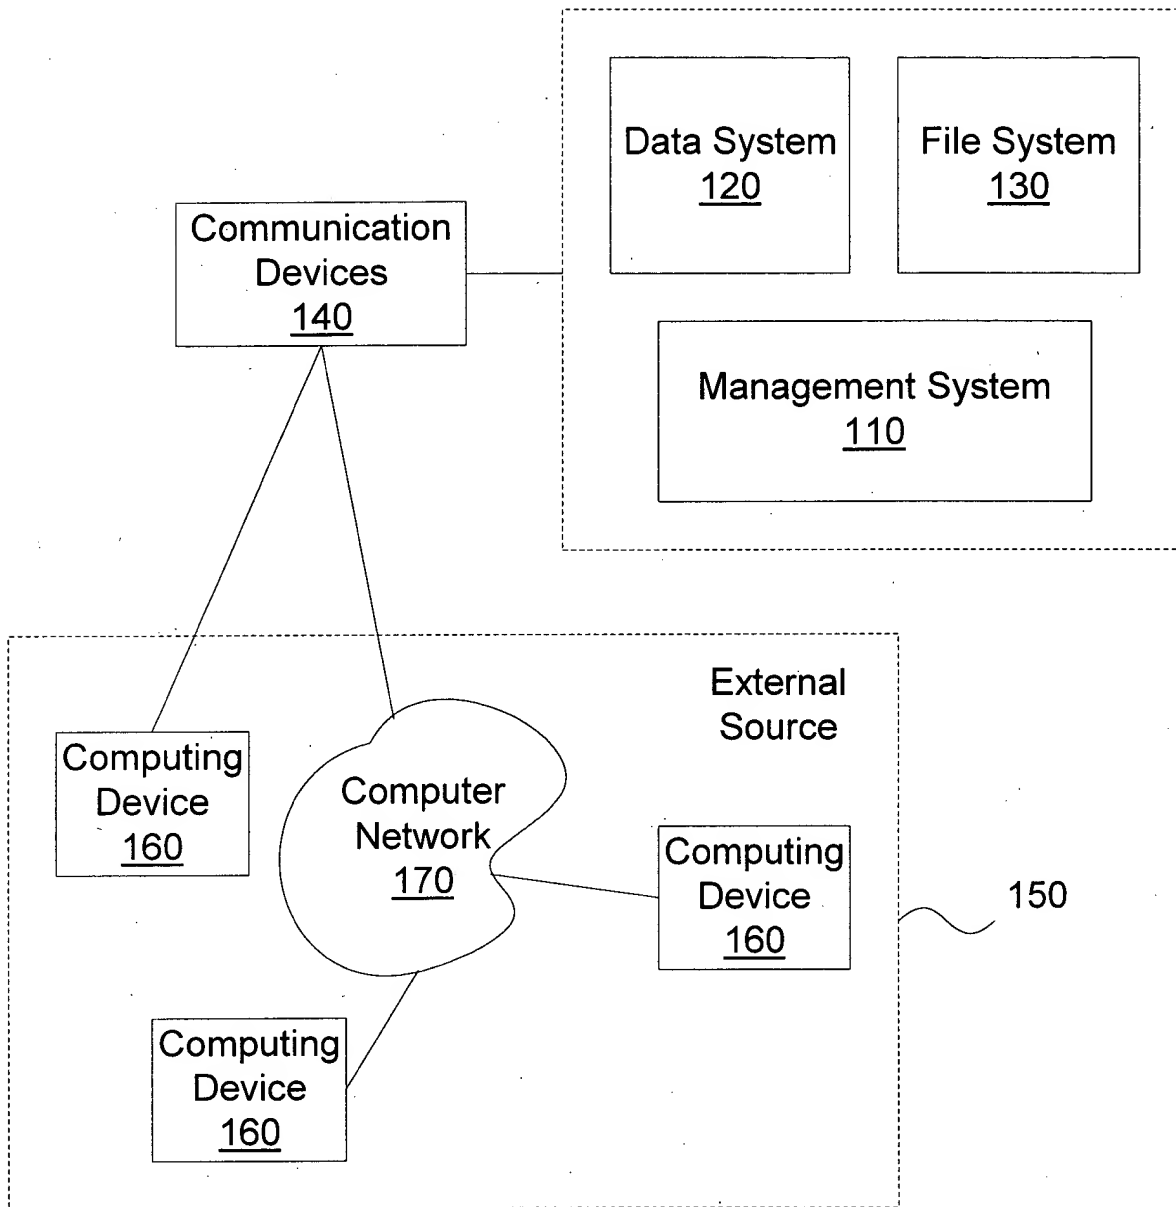 Data System
120
File System
130
Communication
Devices
140
Management System
110
External
Source
Computing
Device
160
Computer
Network
170
Computing
Device
160
150
Computing
Device
160